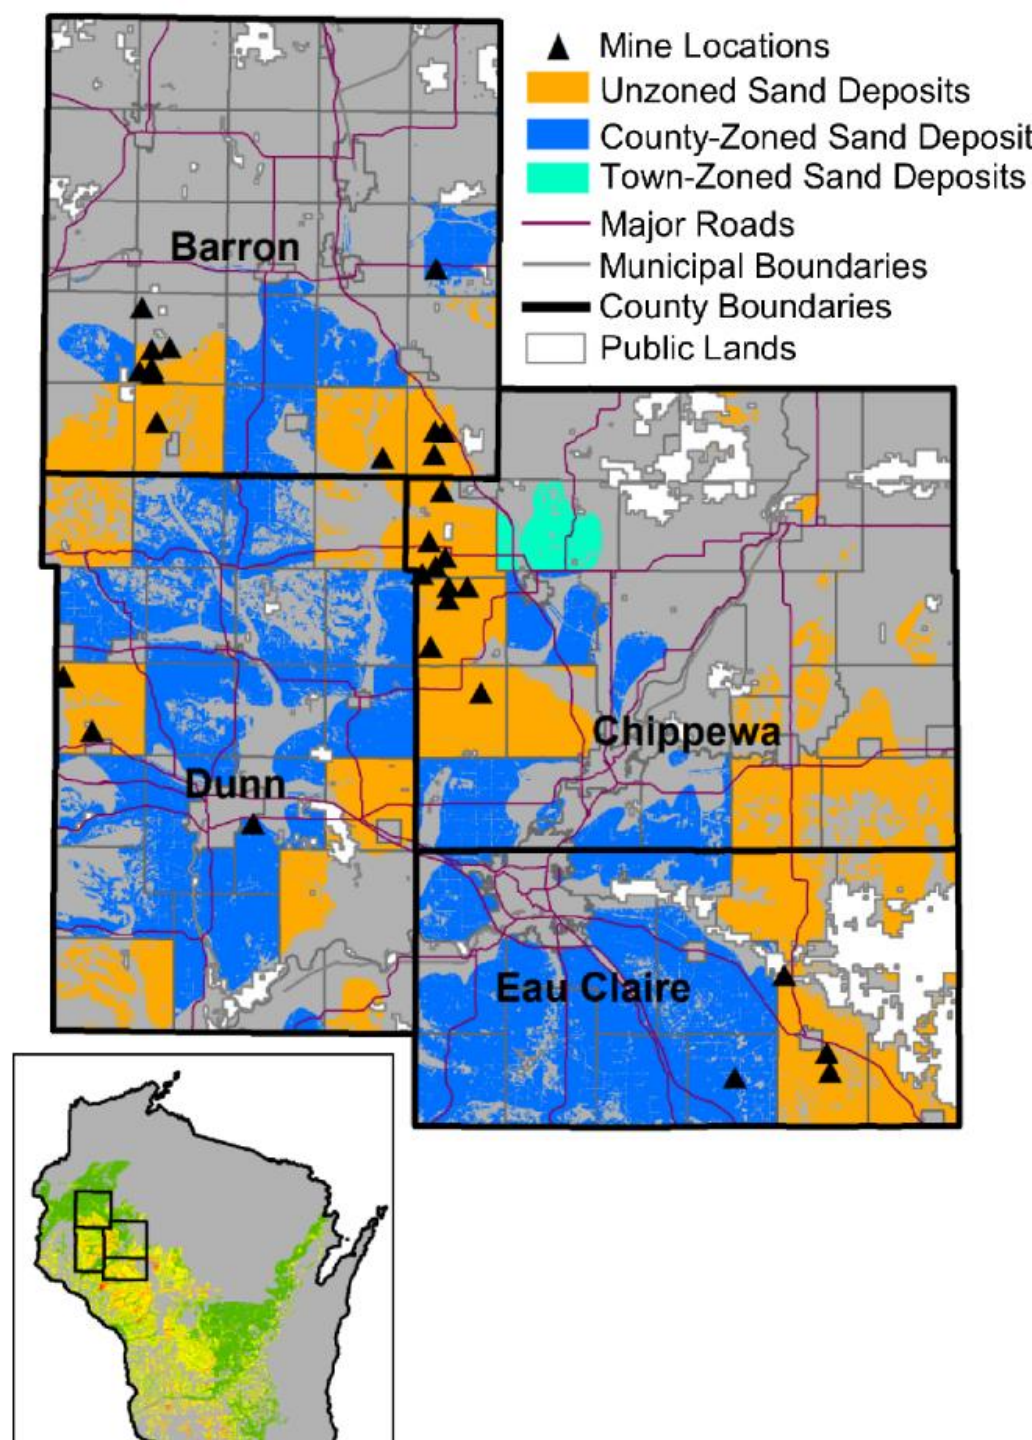 Mine Locations
Unzoned Sand Deposits
County-Zoned Sand Deposit
Town-Zoned Sand Deposits
Major Roads
Municipal Boundaries
County Boundaries
Public Lands
Barron
Chippewa
Dunn
Eau Claire